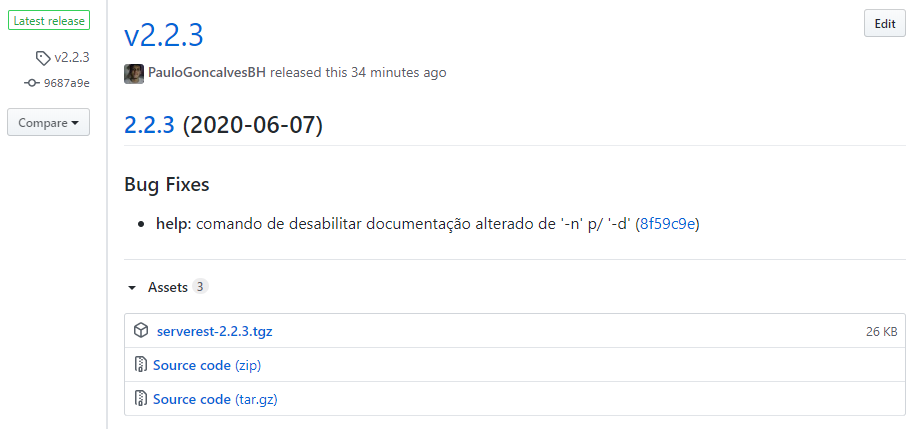 Latest release
v2.2.3
9687a9e
Compare
v2.2.3
Edit
PauloGoncalvesBH released this 34 minutes ago
2.2.3 (2020-06-07)
Bug Fixes
• help: comando de desabilitar documentação alterado de '-n' p/ '-d' (8f59c9e)
Assets 3
serverest-2.2.3.tgz 26 KB
Source code (zip)
Source code (tar.gz)